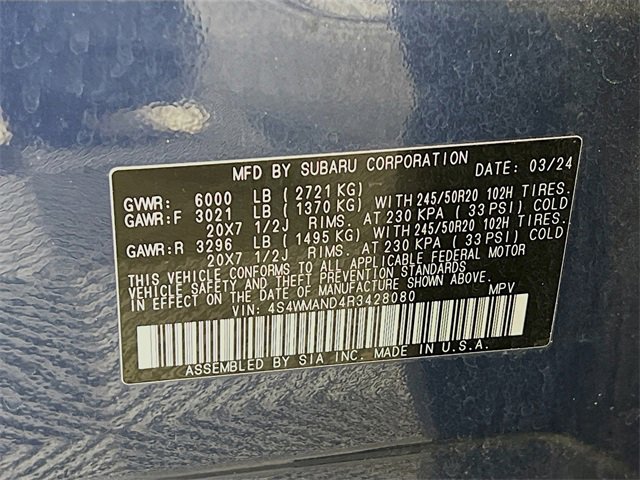 MFD BY SUBARU CORPORATION DATE: 03/24
GVWR: 6000 LB ( 2721 KG)
GAWR:F 3021 LB ( 1370 KG) WITH 245/50R20 102H TIRES.
20X7 1/2J RIMS. AT 230 KPA ( 33 PSI) COLD
GAWR:R 3296 LB ( 1495 KG) WITH 245/50R20 102H TIRES.
20X7 1/2J RIMS. AT 230 KPA ( 33 PSI) COLD
THIS VEHICLE CONFORMS TO ALL APPLICABLE FEDERAL MOTOR
VEHICLE SAFETY AND THEFT PREVENTION STANDARDS
IN EFFECT ON THE DATE OF MANUFACTURE SHOWN ABOVE.
VIN: 4S4WMAND4R3428080 MPV
ASSEMBLED BY SIA INC. MADE IN U.S.A.